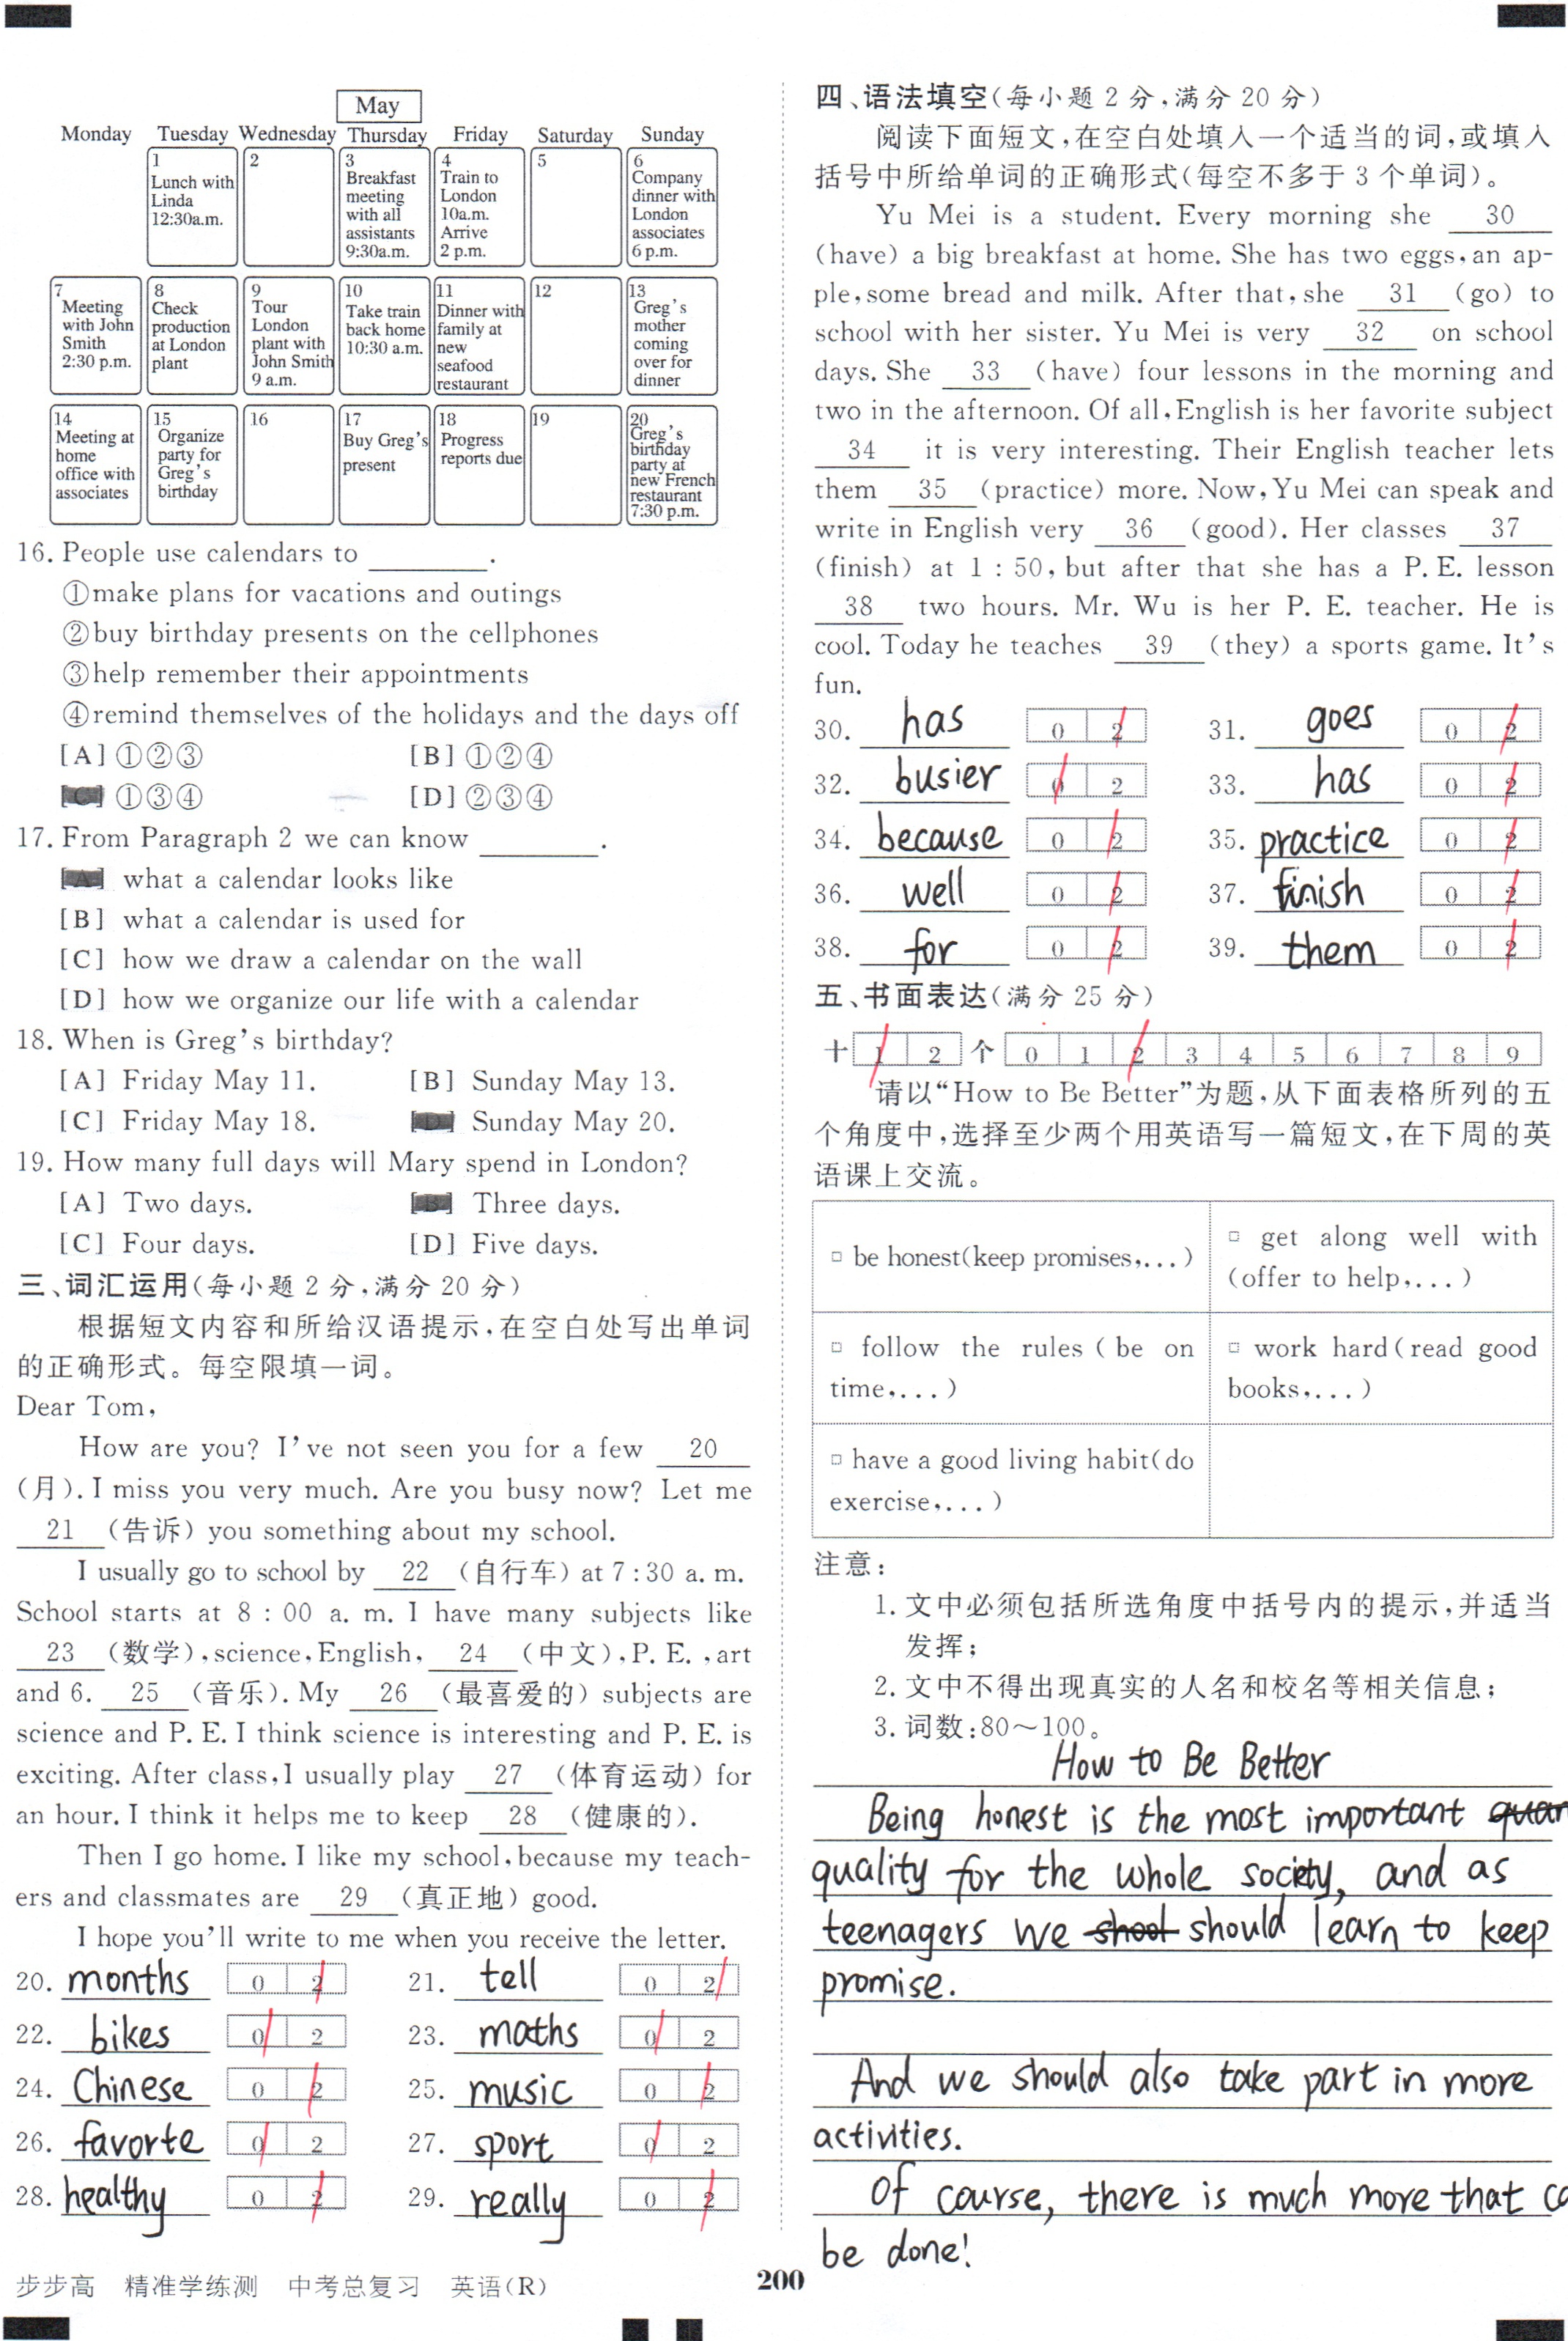 May
Monday Tuesday Wednesday Thursday Friday Saturday Sunday
1
Lunch with
Linda
12:30a.m.
2
3
Breakfast
meeting
with all
assistants
9:30a.m.
4
Train to
London
10a.m.
Arrive
2 p.m.
5
6
Company
dinner with
London
associates
6 p.m.
7
Meeting
with John
Smith
2:30 p.m.
8
Check
production
at London
plant
9
Tour
London
plant with
John Smith
9 a.m.
10
Take train
back home
10:30 a.m.
11
Dinner with
family at
new
seafood
restaurant
12
13
Greg's
mother
coming
over for
dinner
14
Meeting at
home
office with
associates
15
Organize
party for
Greg's
birthday
16
17
Buy Greg's
present
18
Progress
reports due
19
20
Greg's
birthday
party at
new French
restaurant
7:30 p.m.
16. People use calendars to ________.
①make plans for vacations and outings
②buy birthday presents on the cellphones
③help remember their appointments
④remind themselves of the holidays and the days off
[A] ①②③ [B] ①②④
[C] ①③④ [D] ②③④
17. From Paragraph 2 we can know ________.
[A] what a calendar looks like
[B] what a calendar is used for
[C] how we draw a calendar on the wall
[D] how we organize our life with a calendar
18. When is Greg's birthday?
[A] Friday May 11. [B] Sunday May 13.
[C] Friday May 18. [D] Sunday May 20.
19. How many full days will Mary spend in London?
[A] Two days. [B] Three days.
[C] Four days. [D] Five days.
三、词汇运用(每小题 2 分,满分 20 分)
根据短文内容和所给汉语提示,在空白处写出单词
的正确形式。每空限填一词。
Dear Tom,
How are you? I've not seen you for a few 20
(月). I miss you very much. Are you busy now? Let me
21 (告诉) you something about my school.
I usually go to school by 22 (自行车) at 7:30 a. m.
School starts at 8 : 00 a. m. I have many subjects like
23 (数学),science,English, 24 (中文),P. E. ,art
and 6. 25 (音乐). My 26 (最喜爱的) subjects are
science and P. E. I think science is interesting and P. E. is
exciting. After class,I usually play 27 (体育运动) for
an hour. I think it helps me to keep 28 (健康的).
Then I go home. I like my school,because my teach-
ers and classmates are 29 (真正地) good.
I hope you'll write to me when you receive the letter.
20. months 0 2 21. tell 0 2
22. bikes 0 2 23. moths 0 2
24. Chinese 0 2 25. music 0 2
26. favorte 0 2 27. sport 0 2
28. healthy 0 2 29. really 0 2
步步高 精准学练测 中考总复习 英语(R)
200
四、语法填空(每小题 2 分,满分 20 分)
阅读下面短文,在空白处填入一个适当的词,或填入
括号中所给单词的正确形式(每空不多于 3 个单词)。
Yu Mei is a student. Every morning she 30
(have) a big breakfast at home. She has two eggs,an ap-
ple,some bread and milk. After that,she 31 (go) to
school with her sister. Yu Mei is very 32 on school
days. She 33 (have) four lessons in the morning and
two in the afternoon. Of all,English is her favorite subject
34 it is very interesting. Their English teacher lets
them 35 (practice) more. Now,Yu Mei can speak and
write in English very 36 (good). Her classes 37
(finish) at 1 : 50,but after that she has a P. E. lesson
38 two hours. Mr. Wu is her P. E. teacher. He is
cool. Today he teaches 39 (they) a sports game. It's
fun.
30. has 0 2 31. goes 0 2
32. busier 0 2 33. has 0 2
34. because 0 2 35. practice 0 2
36. well 0 2 37. finish 0 2
38. for 0 2 39. them 0 2
五、书面表达(满分 25 分)
十 1 2 个 0 1 2 3 4 5 6 7 8 9
请以“How to Be Better”为题,从下面表格所列的五
个角度中,选择至少两个用英语写一篇短文,在下周的英
语课上交流。
□ be honest(keep promises,...)
□ get along well with
(offer to help,...)
□ follow the rules ( be on
time,...)
□ work hard(read good
books,...)
□ have a good living habit(do
exercise,...)
注意:
1. 文中必须包括所选角度中括号内的提示,并适当
发挥;
2. 文中不得出现真实的人名和校名等相关信息;
3. 词数:80～100。
How to Be Better
Being honest is the most important
quality for the whole society, and as
teenagers we should learn to keep
promise.
And we should also take part in more
activities.
Of course, there is much more that
be done!